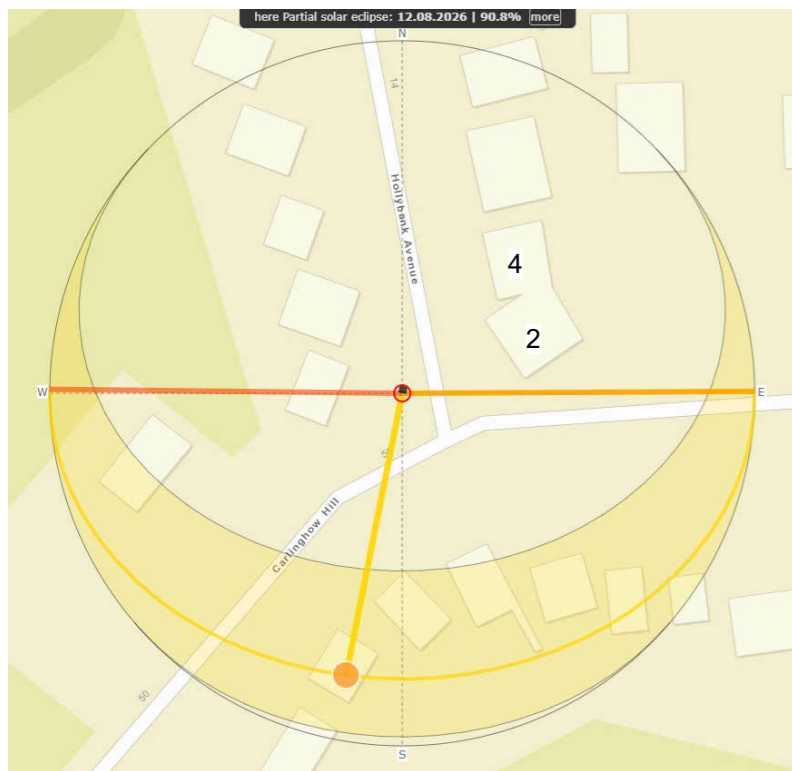 here Partial solar eclipse: 12.08.2026 | 90.8% more
N
14
Hollybank Avenue
4
2
W
E
Carlinghow Hill
50
S